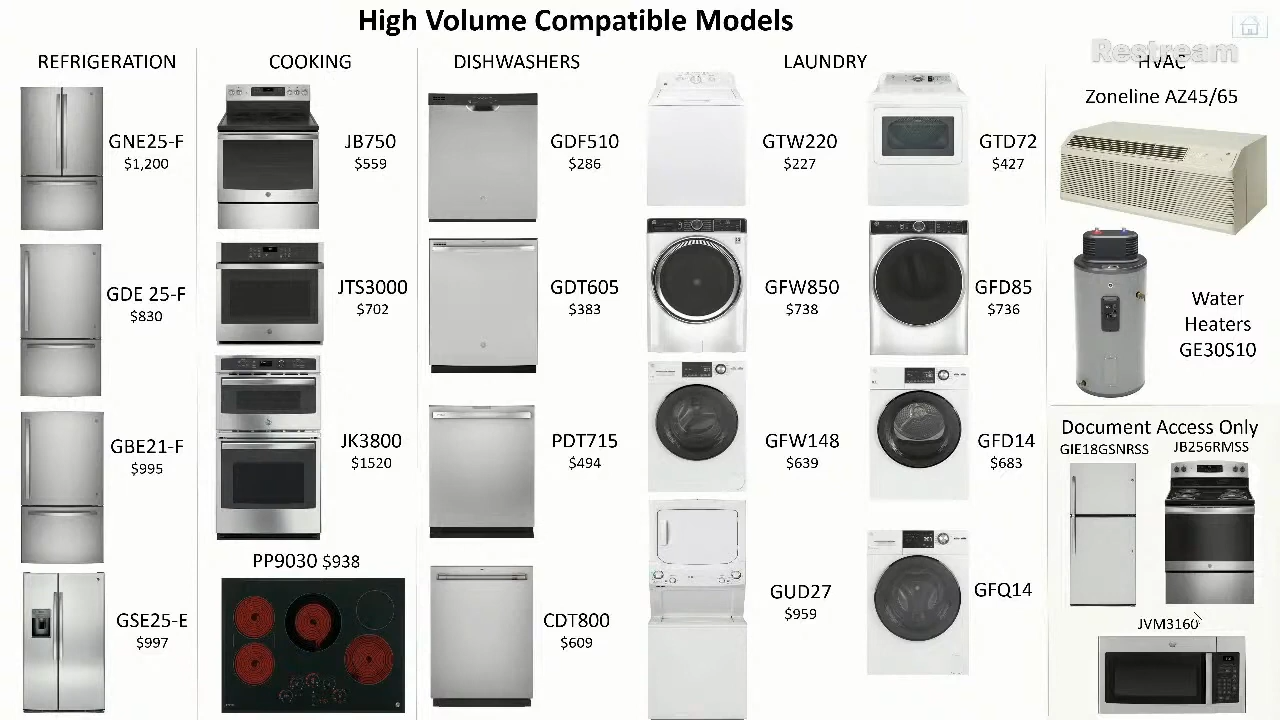 High Volume Compatible Models
Restream
REFRIGERATION
GNE25-F
$1,200
GDE 25-F
$830
GBE21-F
$995
GSE25-E
$997
COOKING
JB750
$559
JTS3000
$702
JK3800
$1520
PP9030 $938
DISHWASHERS
GDF510
$286
GDT605
$383
PDT715
$494
CDT800
$609
LAUNDRY
GTW220
$227
GTD72
$427
GFW850
$738
GFD85
$736
GFW148
$639
GFD14
$683
GUD27
$959
GFQ14
HVAC
Zoneline AZ45/65
Water
Heaters
GE30S10
Document Access Only
GIE18GSNRSS
JB256RMSS
JVM3160